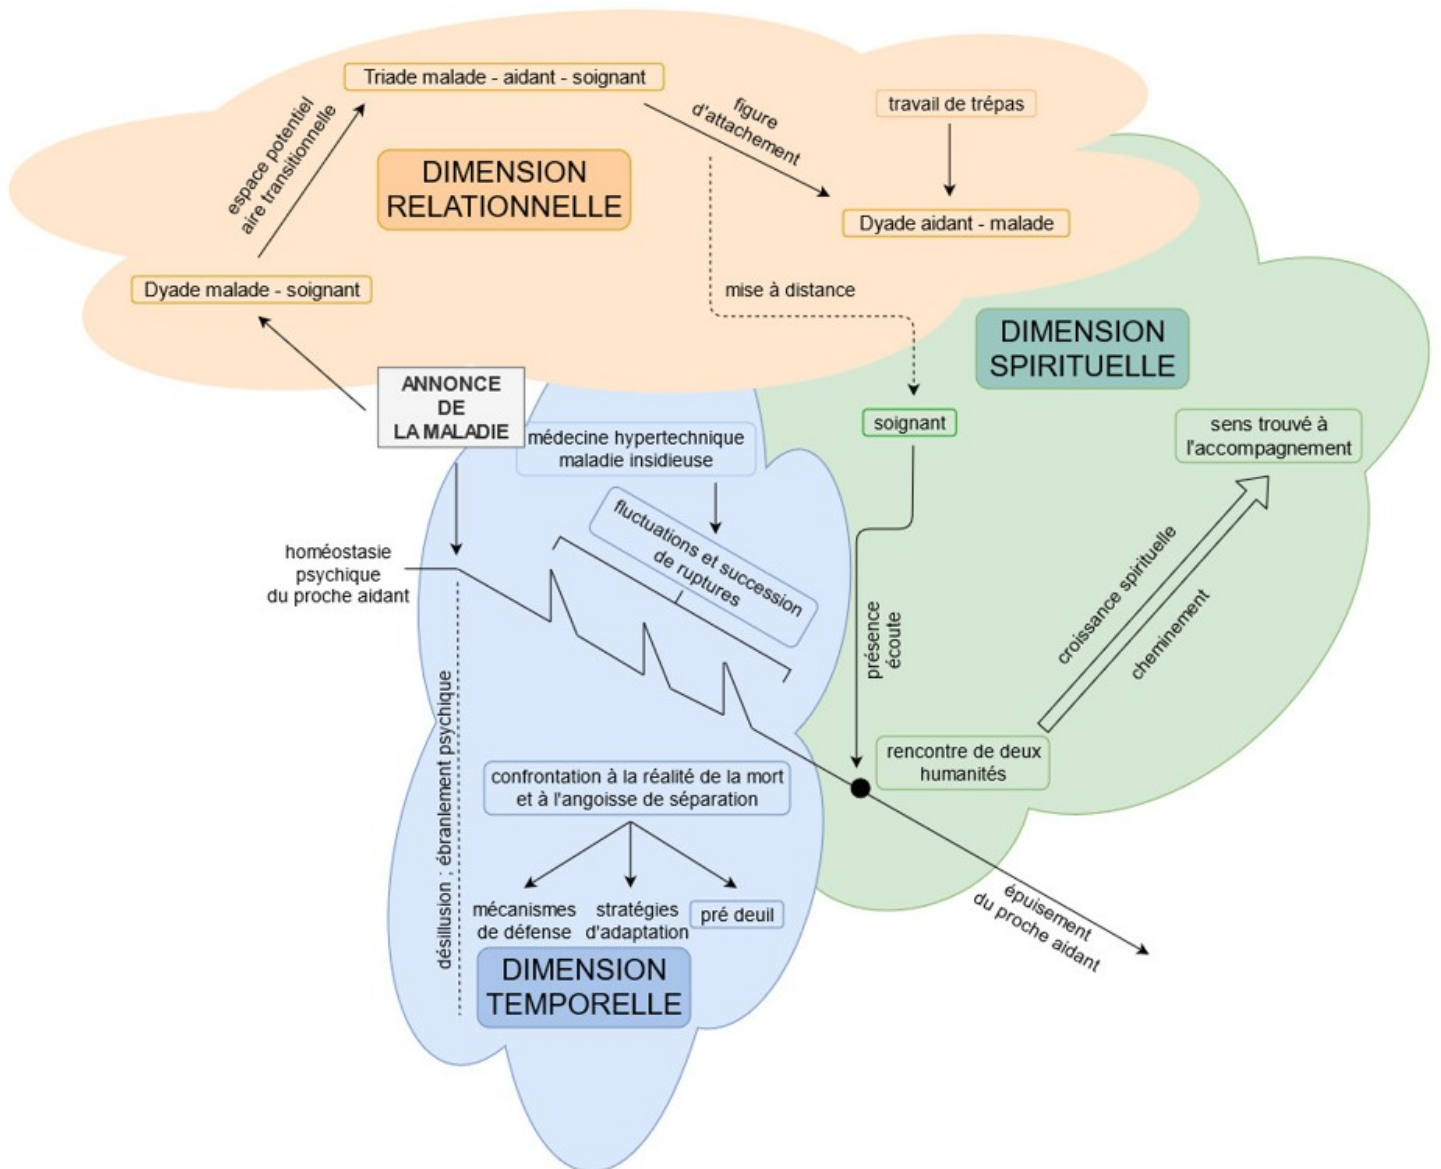 Triade malade - aidant - soignant
espace potentiel
aire transitionnelle
figure
d'attachement
travail de trépas
DIMENSION
RELATIONNELLE
Dyade aidant - malade
Dyade malade - soignant
mise à distance
DIMENSION
SPIRITUELLE
ANNONCE
DE
LA MALADIE
médecine hypertechnique
maladie insidieuse
soignant
sens trouvé à
l'accompagnement
fluctuations et succession
de ruptures
homéostasie
psychique
du proche aidant
présence
écoute
croissance spirituelle
cheminement
désillusion ; ébranlement psychique
rencontre de deux
humanités
confrontation à la réalité de la mort
et à l'angoisse de séparation
mécanismes
de défense
stratégies
d'adaptation
pré deuil
épuisement
du proche aidant
DIMENSION
TEMPORELLE